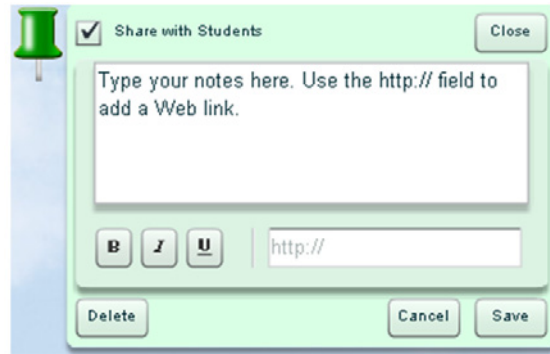 Share with Students
Close
Type your notes here. Use the http:// field to
add a Web link.
B I U
http://
Delete
Cancel
Save